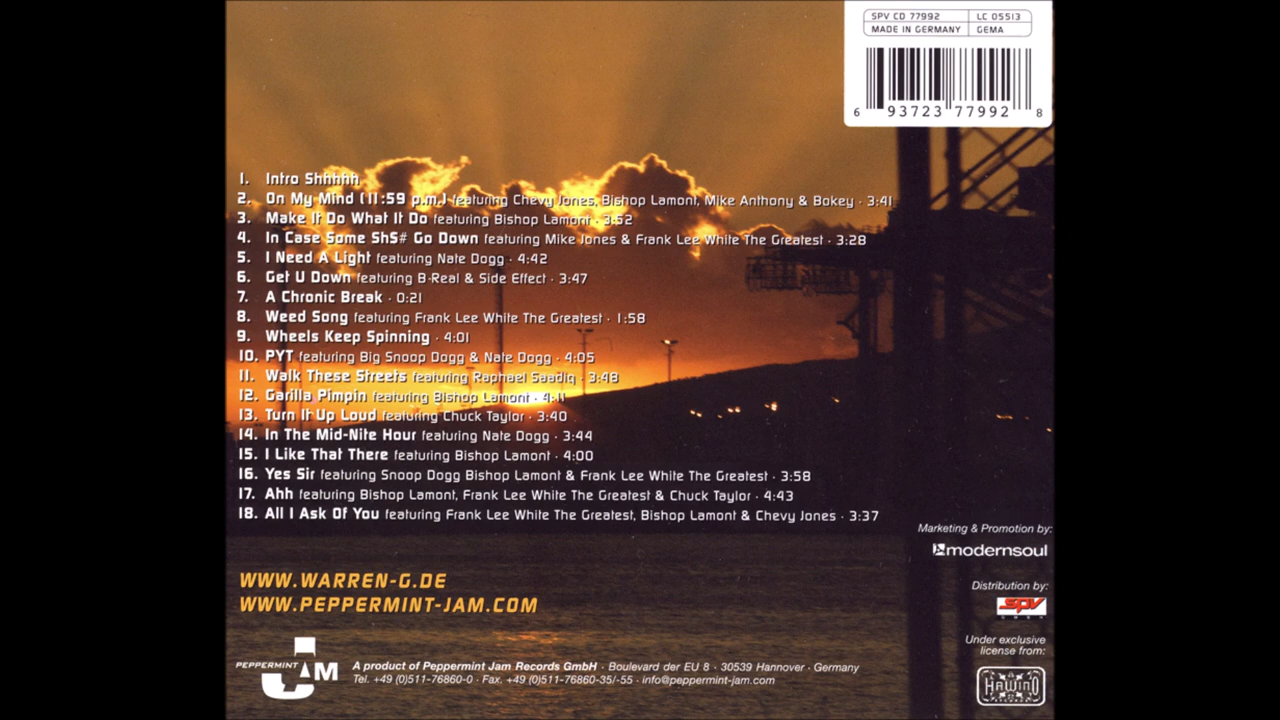 SPV CD 77992 LC 05513
MADE IN GERMANY GEMA
6 93723 77992 8
1. Intro Shhhhh
2. On My Mind (11:59 p.m.) featuring Chevy Jones, Bishop Lamont, Mike Anthony & Bokey · 3:41
3. Make It Do What It Do featuring Bishop Lamont · 3:52
4. In Case Some Sh$# Go Down featuring Mike Jones & Frank Lee White The Greatest · 3:28
5. I Need A Light featuring Nate Dogg · 4:42
6. Get U Down featuring B-Real & Side Effect · 3:47
7. A Chronic Break · 0:21
8. Weed Song featuring Frank Lee White The Greatest · 1:58
9. Wheels Keep Spinning · 4:01
10. PYT featuring Big Snoop Dogg & Nate Dogg · 4:05
11. Walk These Streets featuring Raphael Saadiq · 3:48
12. Garilla Pimpin featuring Bishop Lamont · 4:11
13. Turn It Up Loud featuring Chuck Taylor · 3:40
14. In The Mid-Nite Hour featuring Nate Dogg · 3:44
15. I Like That There featuring Bishop Lamont · 4:00
16. Yes Sir featuring Snoop Dogg Bishop Lamont & Frank Lee White The Greatest · 3:58
17. Ahh featuring Bishop Lamont, Frank Lee White The Greatest & Chuck Taylor · 4:43
18. All I Ask Of You featuring Frank Lee White The Greatest, Bishop Lamont & Chevy Jones · 3:37
Marketing & Promotion by:
modernsoul
Distribution by:
SPV
Under exclusive
license from:
HAWINO
WWW.WARREN-G.DE
WWW.PEPPERMINT-JAM.COM
PEPPERMINT JAM
A product of Peppermint Jam Records GmbH · Boulevard der EU 8 · 30539 Hannover · Germany
Tel. +49 (0)511-76860-0 · Fax. +49 (0)511-76860-35/-55 · info@peppermint-jam.com